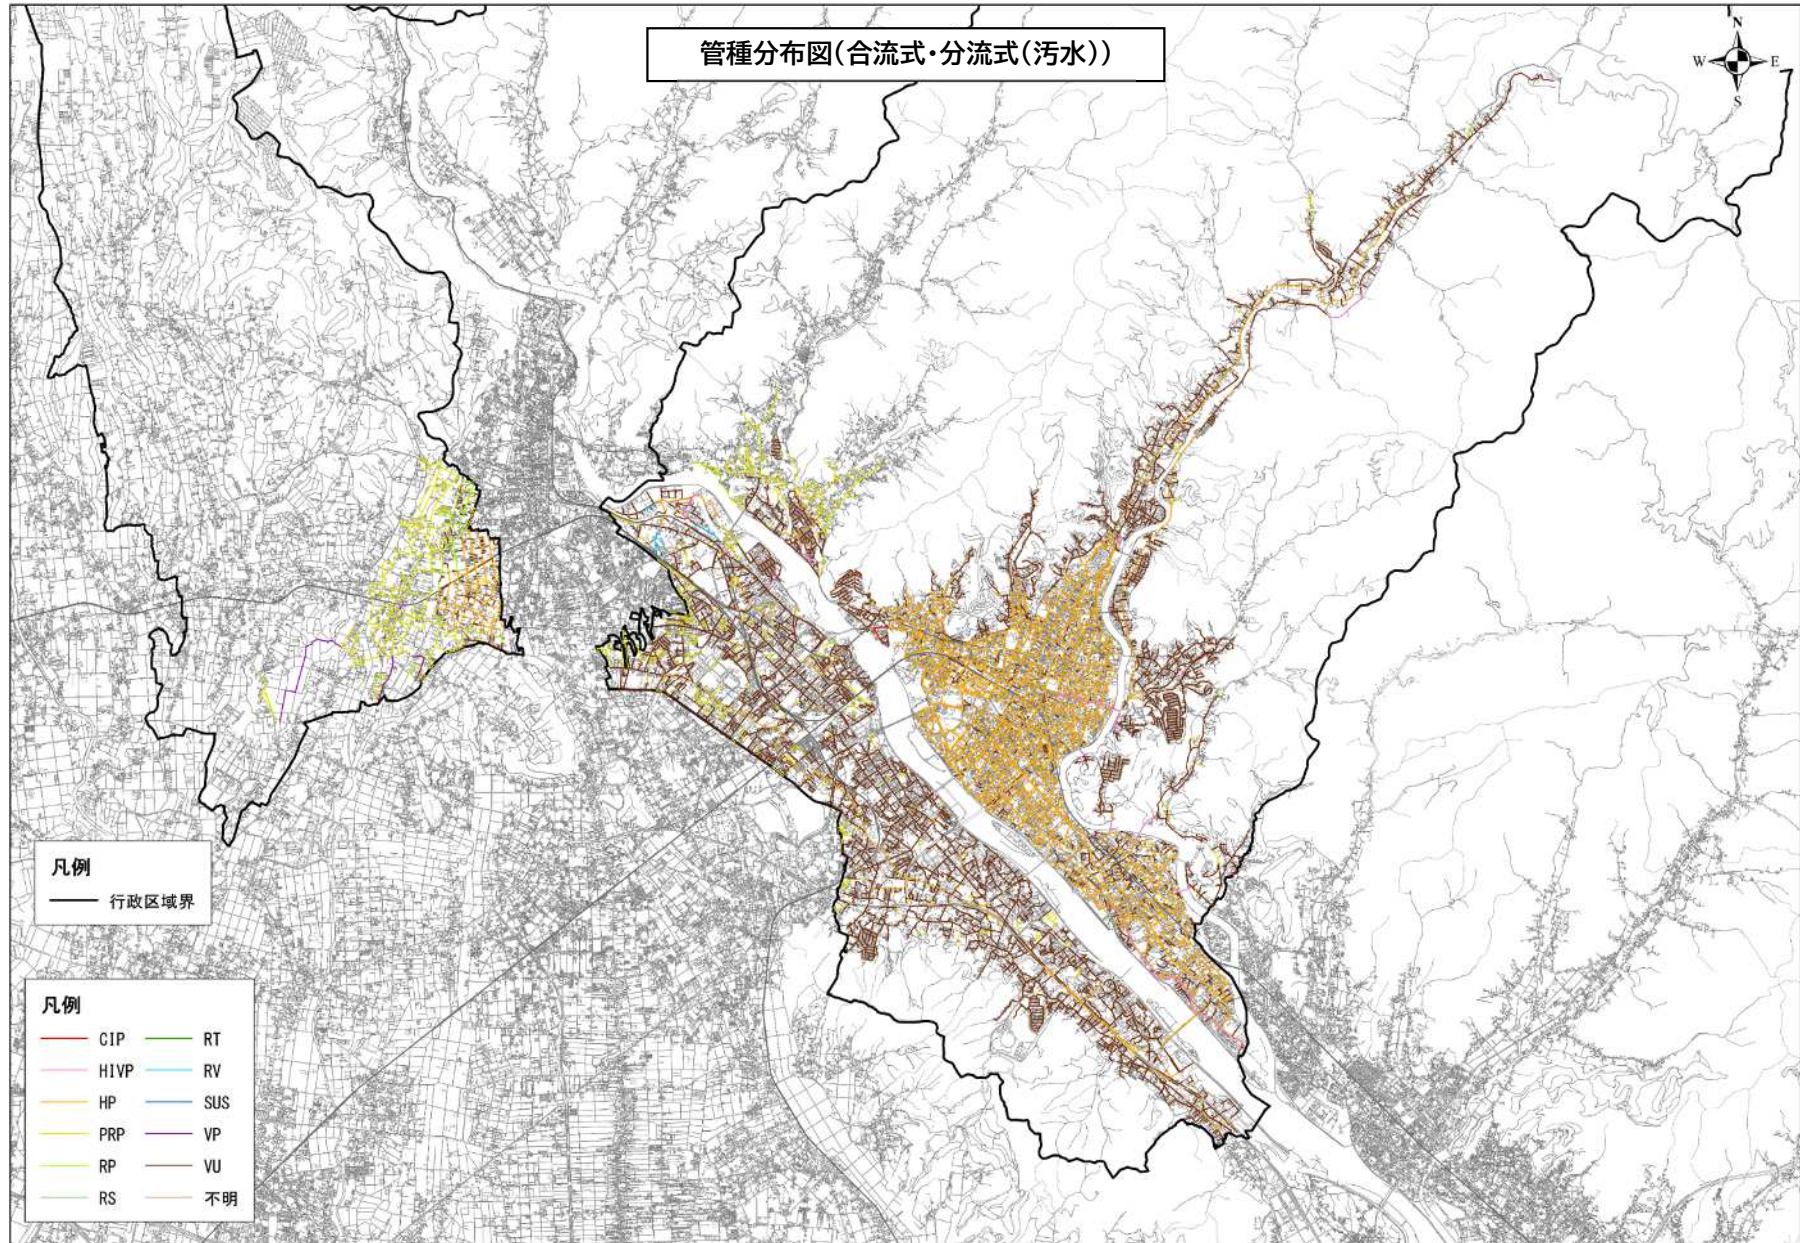 管種分布図(合流式・分流式(汚水))
N
W E
S
凡例
行政区域界
凡例
CIP RT
HIVP RV
HP SUS
PRP VP
RP VU
RS 不明